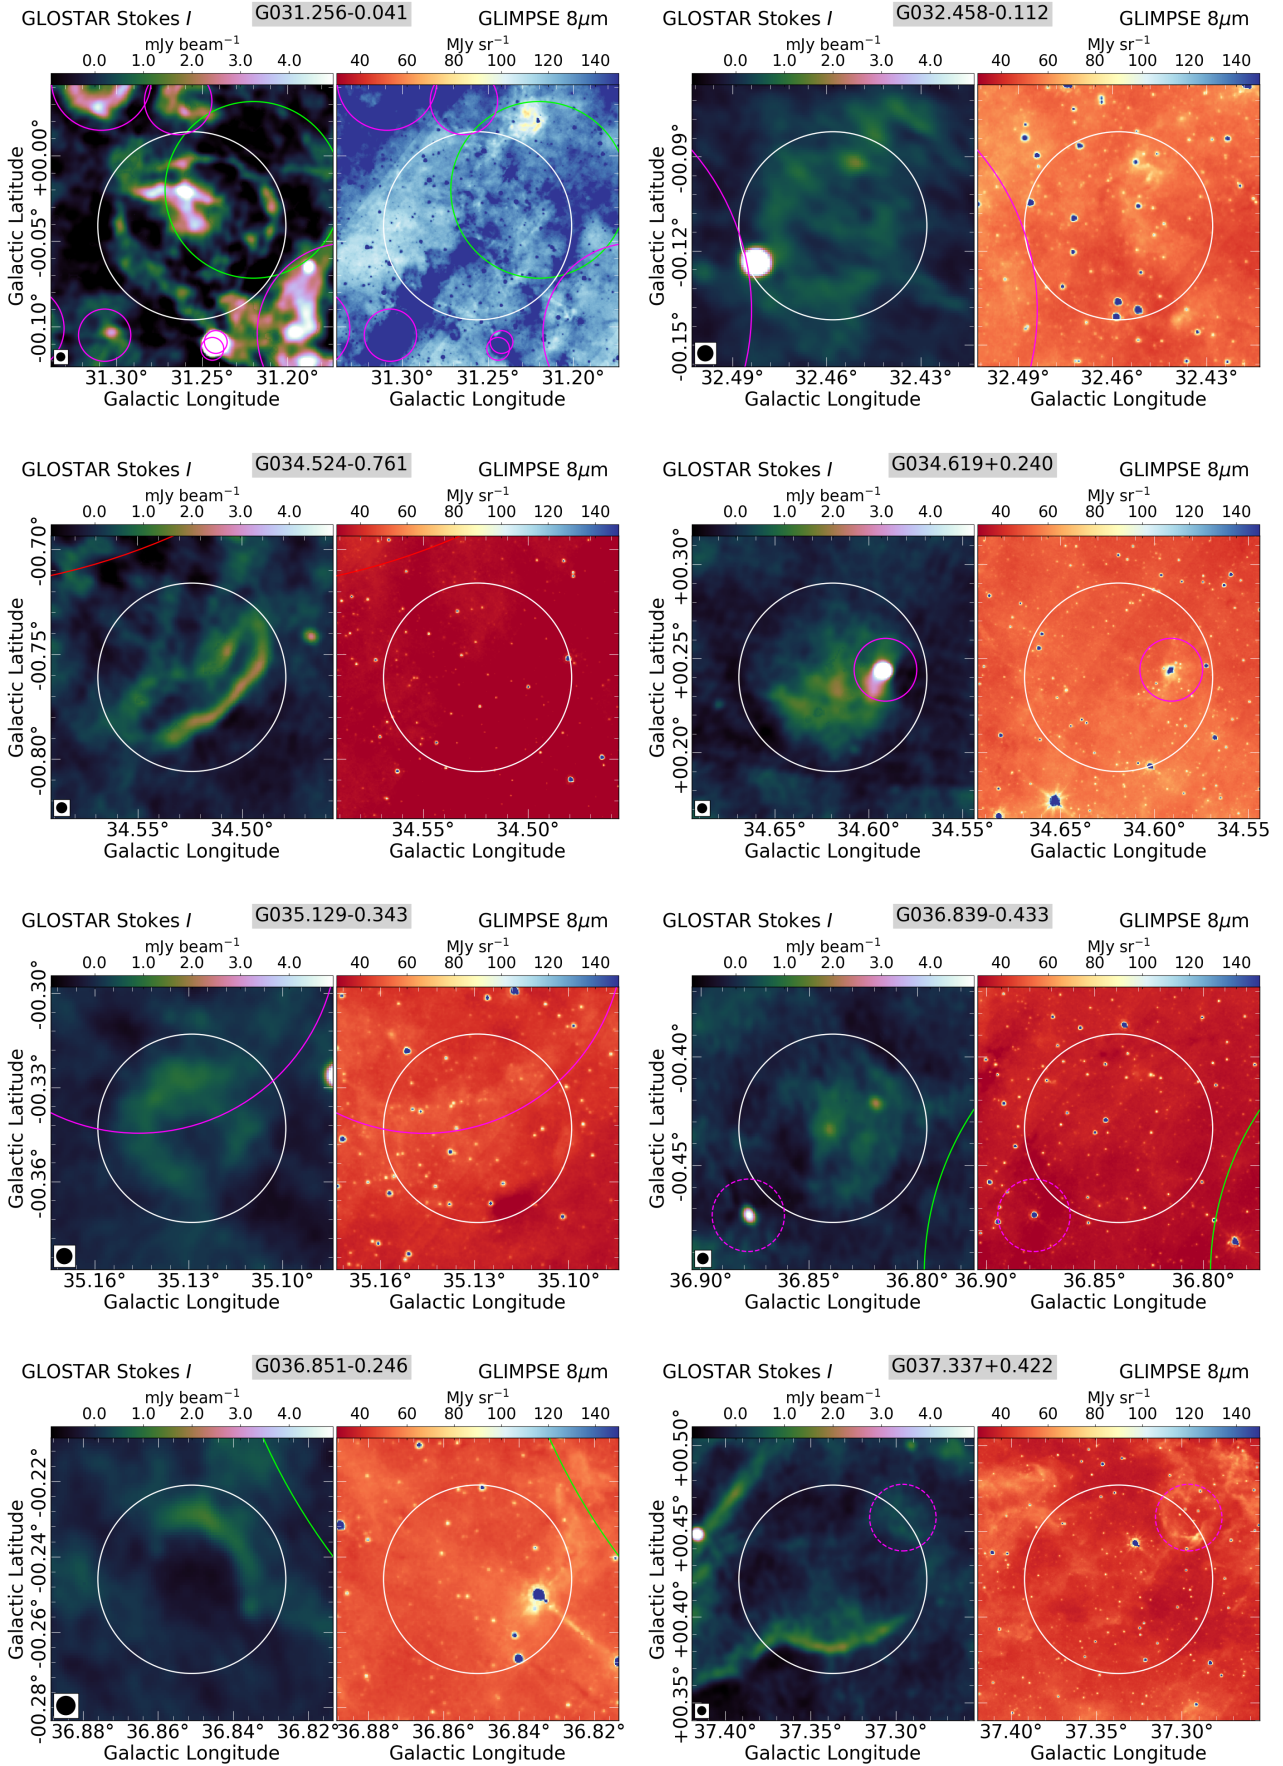 GLOSTAR Stokes I G031.256-0.041 GLIMPSE 8μm
mJy beam⁻¹ MJy sr⁻¹
0.0 1.0 2.0 3.0 4.0 40 60 80 100 120 140
Galactic Latitude
+00.00° -00.05° -00.10°
31.30° 31.25° 31.20° 31.30° 31.25° 31.20°
Galactic Longitude Galactic Longitude
GLOSTAR Stokes I G032.458-0.112 GLIMPSE 8μm
mJy beam⁻¹ MJy sr⁻¹
0.0 1.0 2.0 3.0 4.0 40 60 80 100 120 140
Galactic Latitude
-00.09° -00.12° -00.15°
32.49° 32.46° 32.43° 32.49° 32.46° 32.43°
Galactic Longitude Galactic Longitude
GLOSTAR Stokes I G034.524-0.761 GLIMPSE 8μm
mJy beam⁻¹ MJy sr⁻¹
0.0 1.0 2.0 3.0 4.0 40 60 80 100 120 140
Galactic Latitude
-00.70° -00.75° -00.80°
34.55° 34.50° 34.55° 34.50°
Galactic Longitude Galactic Longitude
GLOSTAR Stokes I G034.619+0.240 GLIMPSE 8μm
mJy beam⁻¹ MJy sr⁻¹
0.0 1.0 2.0 3.0 4.0 40 60 80 100 120 140
Galactic Latitude
+00.30° +00.25° +00.20°
34.65° 34.60° 34.55° 34.65° 34.60° 34.55°
Galactic Longitude Galactic Longitude
GLOSTAR Stokes I G035.129-0.343 GLIMPSE 8μm
mJy beam⁻¹ MJy sr⁻¹
0.0 1.0 2.0 3.0 4.0 40 60 80 100 120 140
Galactic Latitude
-00.30° -00.33° -00.36°
35.16° 35.13° 35.10° 35.16° 35.13° 35.10°
Galactic Longitude Galactic Longitude
GLOSTAR Stokes I G036.839-0.433 GLIMPSE 8μm
mJy beam⁻¹ MJy sr⁻¹
0.0 1.0 2.0 3.0 4.0 40 60 80 100 120 140
Galactic Latitude
-00.40° -00.45°
36.90° 36.85° 36.80° 36.90° 36.85° 36.80°
Galactic Longitude Galactic Longitude
GLOSTAR Stokes I G036.851-0.246 GLIMPSE 8μm
mJy beam⁻¹ MJy sr⁻¹
0.0 1.0 2.0 3.0 4.0 40 60 80 100 120 140
Galactic Latitude
-00.22° -00.24° -00.26° -00.28°
36.88° 36.86° 36.84° 36.82° 36.88° 36.86° 36.84° 36.82°
Galactic Longitude Galactic Longitude
GLOSTAR Stokes I G037.337+0.422 GLIMPSE 8μm
mJy beam⁻¹ MJy sr⁻¹
0.0 1.0 2.0 3.0 4.0 40 60 80 100 120 140
Galactic Latitude
+00.50° +00.45° +00.40° +00.35°
37.40° 37.35° 37.30° 37.40° 37.35° 37.30°
Galactic Longitude Galactic Longitude